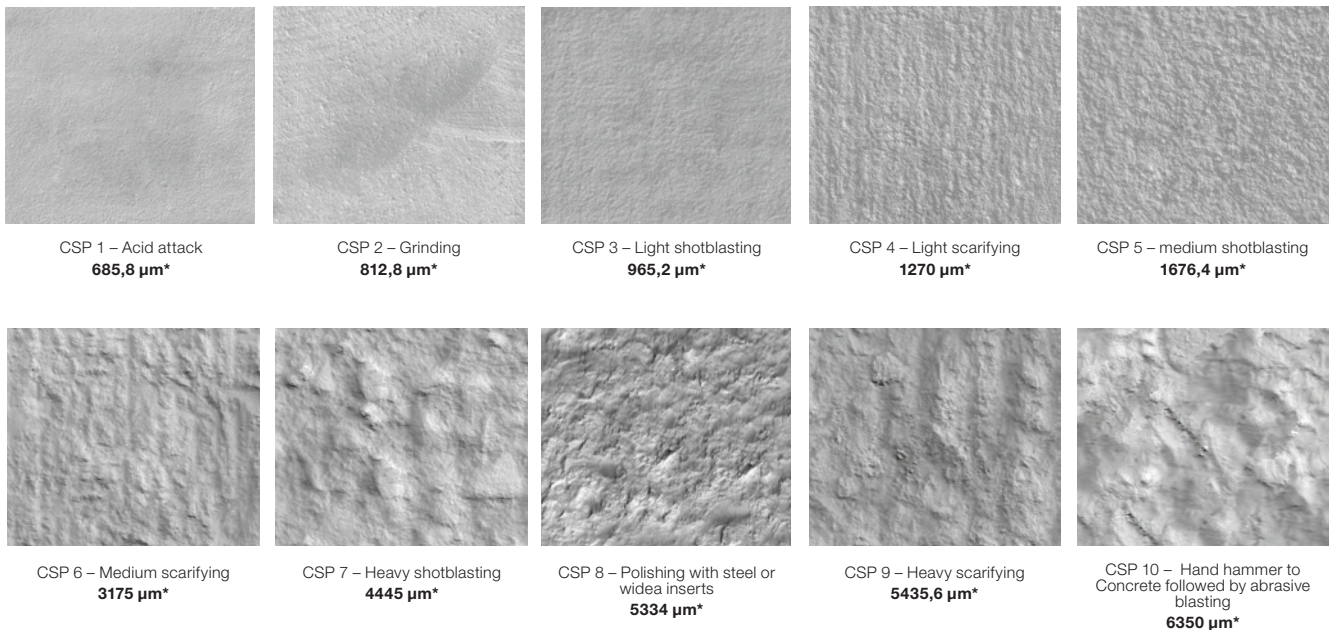 CSP 1 – Acid attack
685,8 µm*
CSP 2 – Grinding
812,8 µm*
CSP 3 – Light shotblasting
965,2 µm*
CSP 4 – Light scarifying
1270 µm*
CSP 5 – medium shotblasting
1676,4 µm*
CSP 6 – Medium scarifying
3175 µm*
CSP 7 – Heavy shotblasting
4445 µm*
CSP 8 – Polishing with steel or
widea inserts
5334 µm*
CSP 9 – Heavy scarifying
5435,6 µm*
CSP 10 – Hand hammer to
Concrete followed by abrasive
blasting
6350 µm*